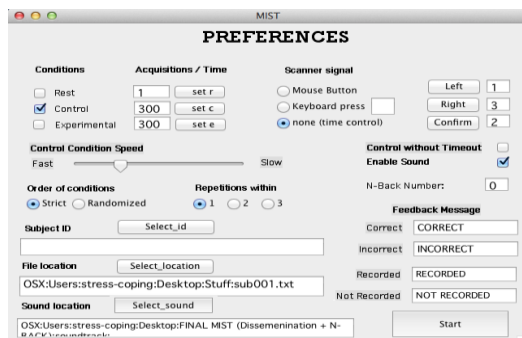 MIST
PREFERENCES
Conditions Acquisitions / Time Scanner signal
Rest 1 set r Mouse Button Left 1
Control 300 set c Keyboard press Right 3
Experimental 300 set e none (time control) Confirm 2
Control Condition Speed Control without Timeout
Fast Slow Enable Sound
Order of conditions Repetitions within N-Back Number: 0
Strict Randomized 1 2 3
Feedback Message
Subject ID Select_id Correct CORRECT
Incorrect INCORRECT
File location Select_location Recorded RECORDED
OSX:Users:stress-coping:Desktop:Stuff:sub001.txt
Not Recorded NOT RECORDED
Sound location Select_sound
OSX:Users:stress-coping:Desktop:FINAL MIST (Dissemenination + N-
BACK):soundtrack:
Start